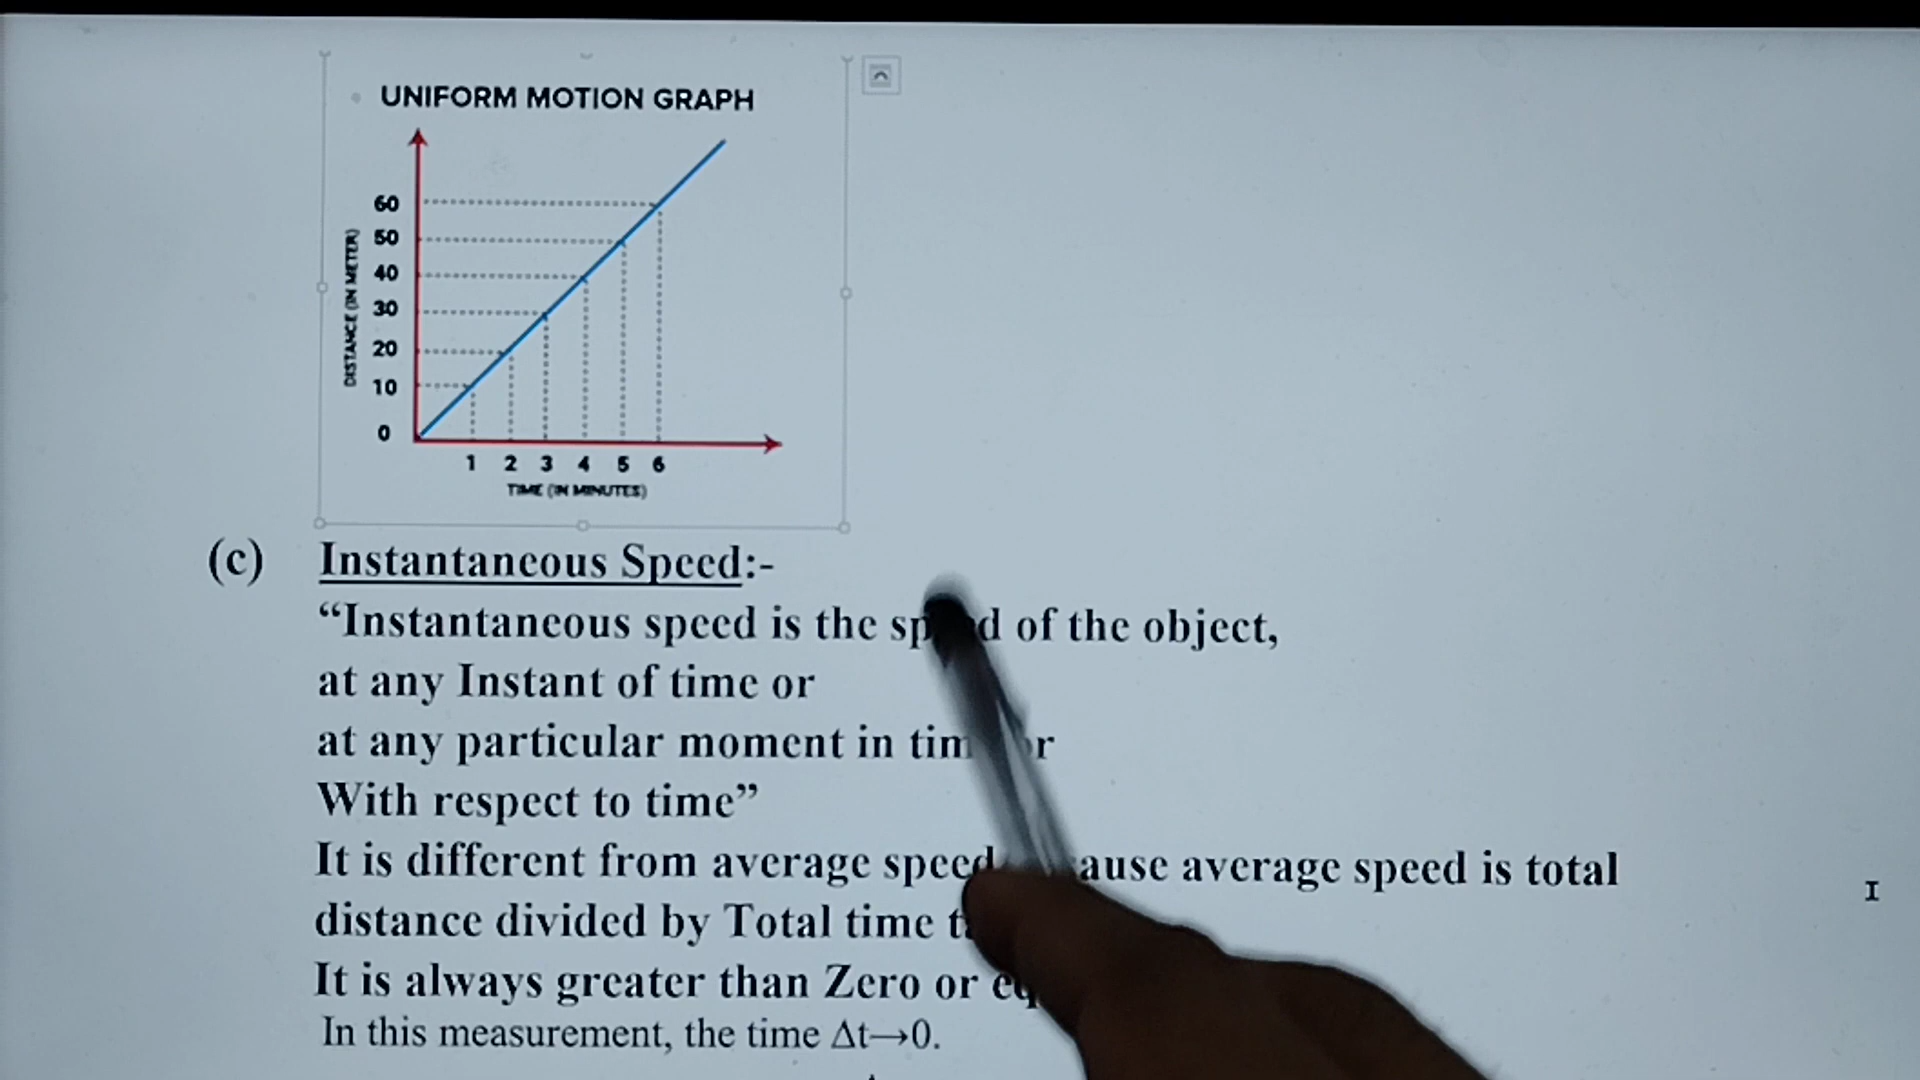 UNIFORM MOTION GRAPH
60
50
40
30
20
10
0
DISTANCE (IN METER)
1 2 3 4 5 6
TIME (IN MINUTES)
(c) Instantaneous Speed:-
“Instantaneous speed is the of the object,
at any Instant of time or
at any particular moment in
With respect to time”
It is different from average speed average speed is total
distance divided by Total time
It is always greater than Zero or
In this measurement, the time Δt→0.